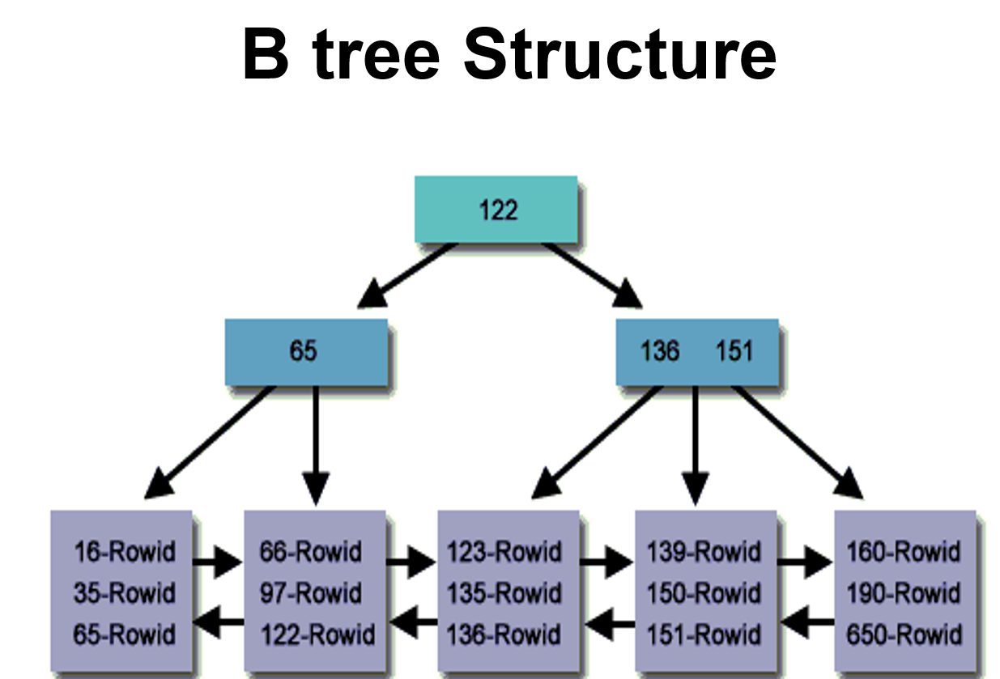 B tree Structure
122
65
136 151
16-Rowid
35-Rowid
65-Rowid
66-Rowid
97-Rowid
122-Rowid
123-Rowid
135-Rowid
136-Rowid
139-Rowid
150-Rowid
151-Rowid
160-Rowid
190-Rowid
650-Rowid